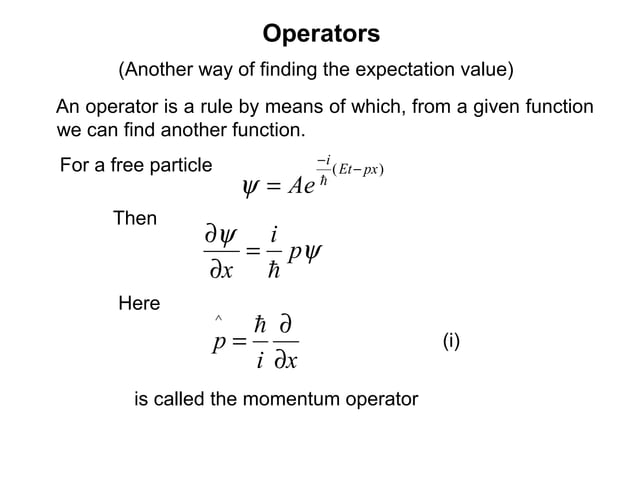 Operators
(Another way of finding the expectation value)
An operator is a rule by means of which, from a given function
we can find another function.
For a free particle
ψ = Ae^{-i/ħ (Et−px)}
Then
∂ψ/∂x = i/ħ pψ
Here
p̂ = ħ/i ∂/∂x (i)
is called the momentum operator